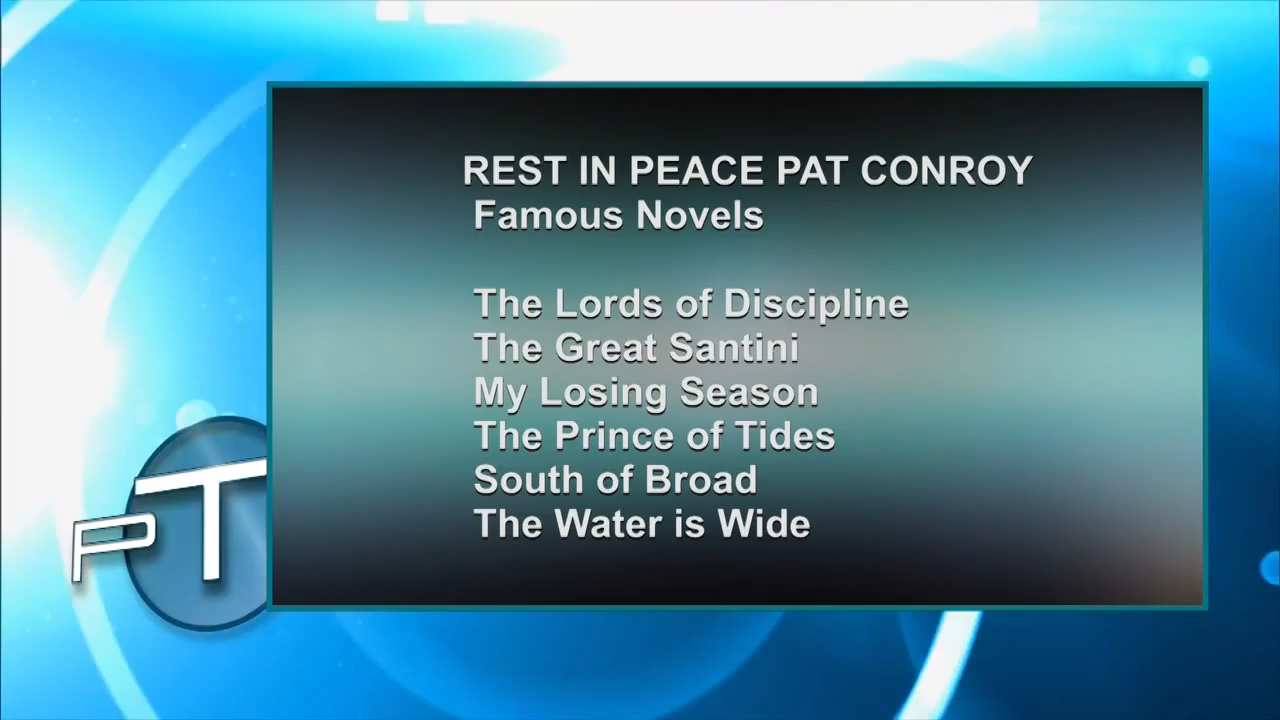 REST IN PEACE PAT CONROY
Famous Novels
The Lords of Discipline
The Great Santini
My Losing Season
The Prince of Tides
South of Broad
The Water is Wide
PT